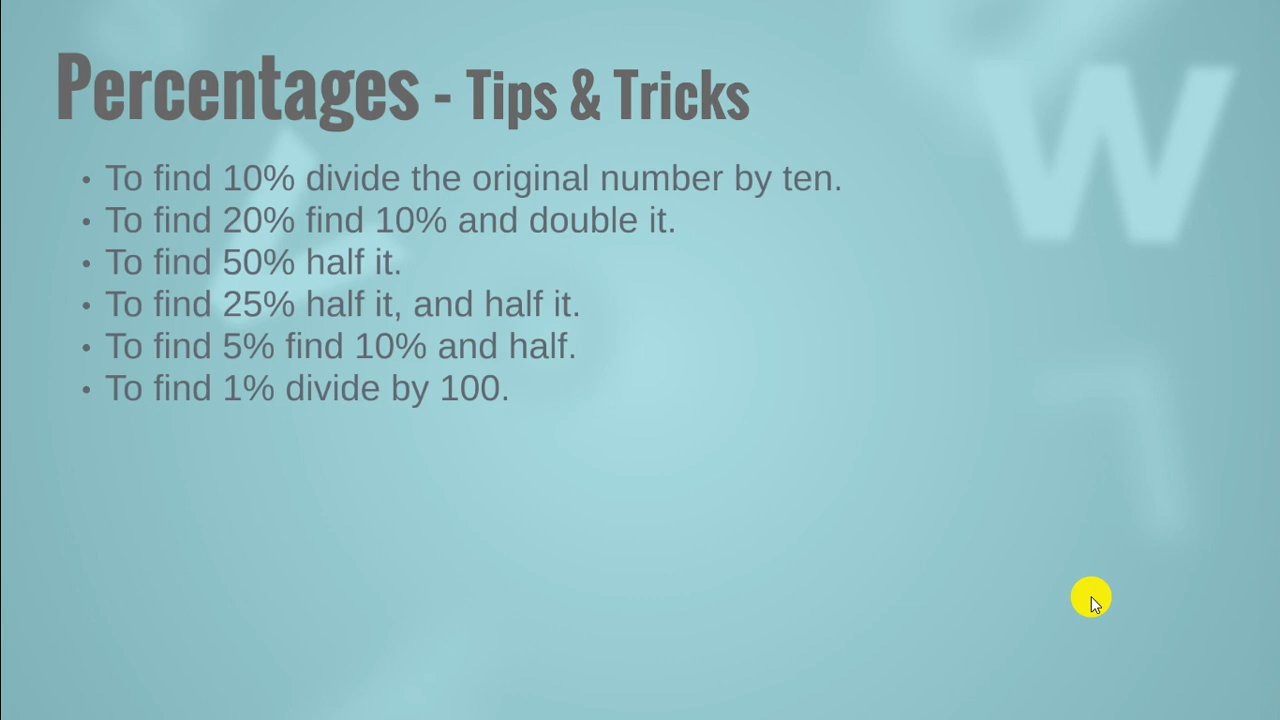 Percentages - Tips & Tricks
• To find 10% divide the original number by ten.
• To find 20% find 10% and double it.
• To find 50% half it.
• To find 25% half it, and half it.
• To find 5% find 10% and half.
• To find 1% divide by 100.
W